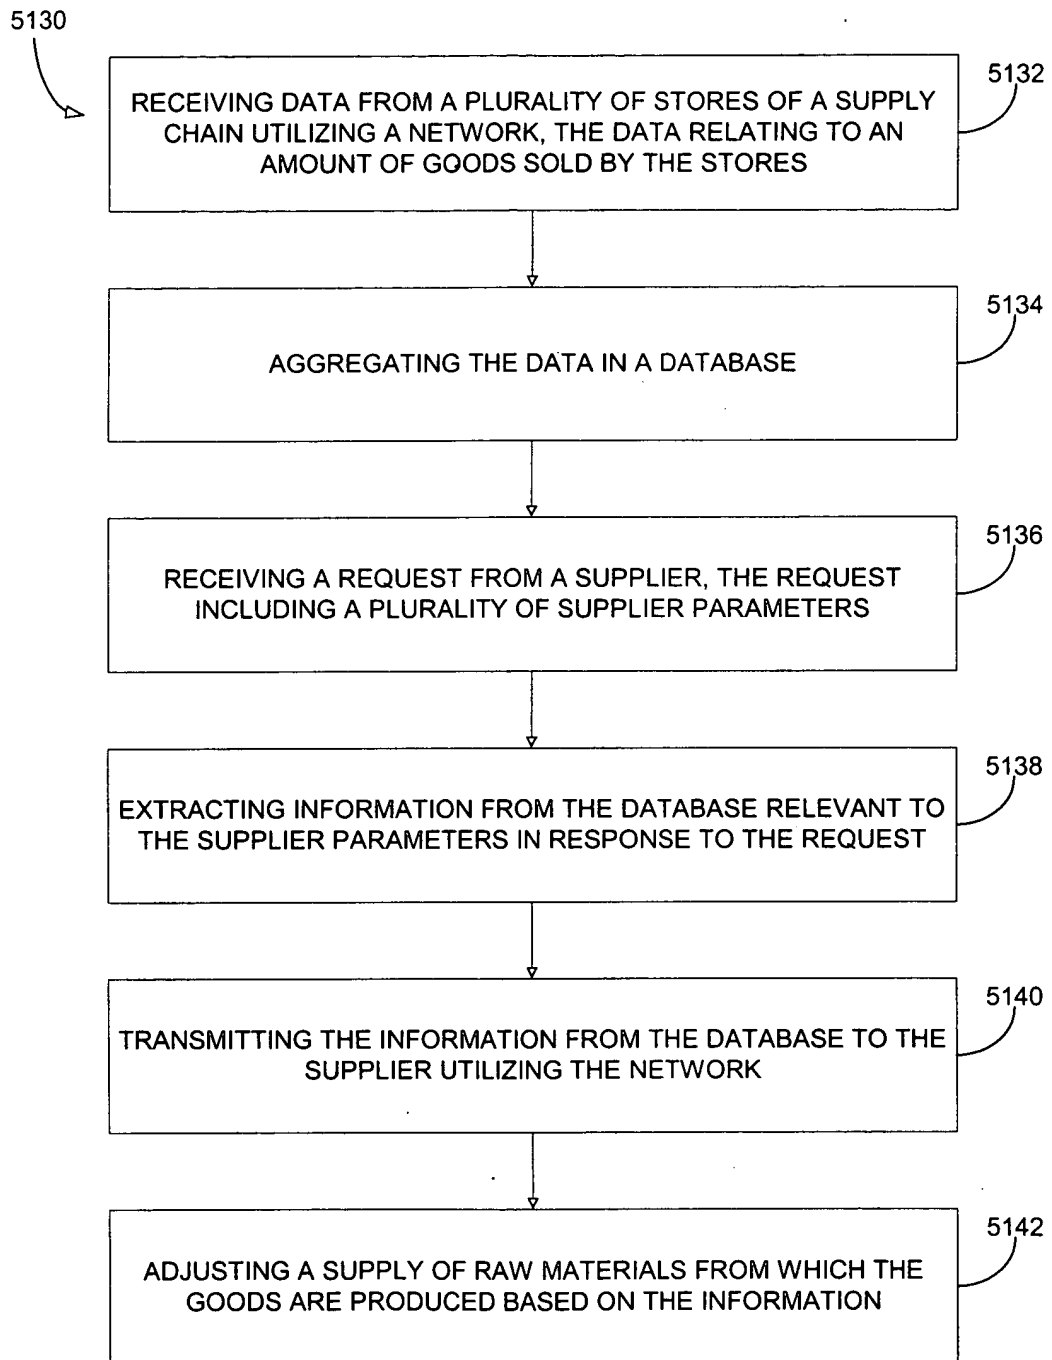 5130
5132
RECEIVING DATA FROM A PLURALITY OF STORES OF A SUPPLY
CHAIN UTILIZING A NETWORK, THE DATA RELATING TO AN
AMOUNT OF GOODS SOLD BY THE STORES
5134
AGGREGATING THE DATA IN A DATABASE
5136
RECEIVING A REQUEST FROM A SUPPLIER, THE REQUEST
INCLUDING A PLURALITY OF SUPPLIER PARAMETERS
5138
EXTRACTING INFORMATION FROM THE DATABASE RELEVANT TO
THE SUPPLIER PARAMETERS IN RESPONSE TO THE REQUEST
5140
TRANSMITTING THE INFORMATION FROM THE DATABASE TO THE
SUPPLIER UTILIZING THE NETWORK
5142
ADJUSTING A SUPPLY OF RAW MATERIALS FROM WHICH THE
GOODS ARE PRODUCED BASED ON THE INFORMATION